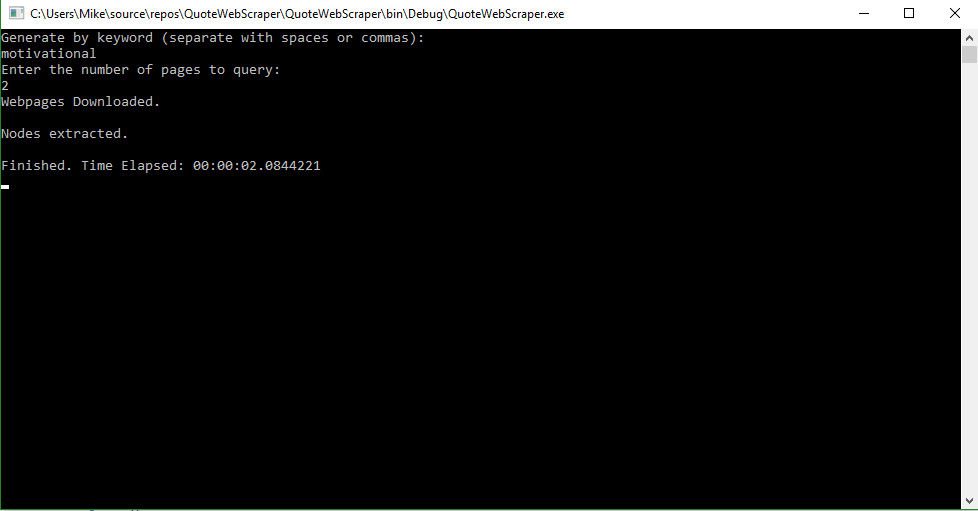 C:\Users\Mike\source\repos\QuoteWebScraper\QuoteWebScraper\bin\Debug\QuoteWebScraper.exe
Generate by keyword (separate with spaces or commas):
motivational
Enter the number of pages to query:
2
Webpages Downloaded.
Nodes extracted.
Finished. Time Elapsed: 00:00:02.0844221